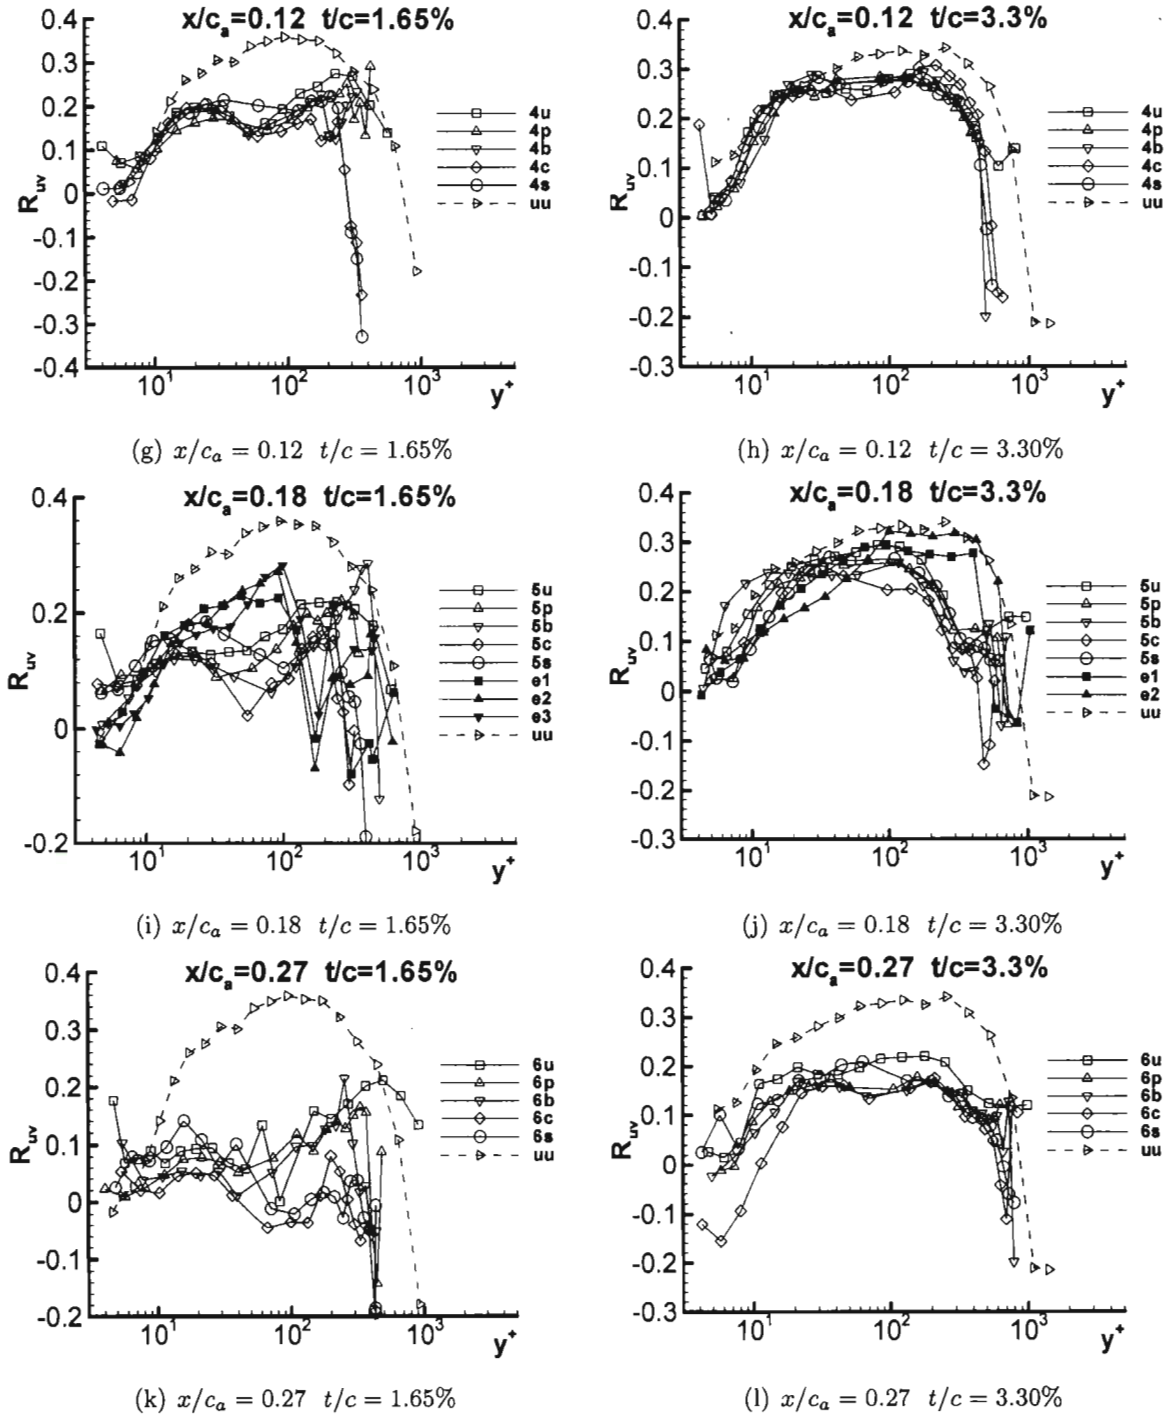 x/cₐ=0.12 t/c=1.65%
0.4
0.3
0.2
0.1
0
-0.1
-0.2
-0.3
-0.4
Rᵤᵥ
10¹
10²
10³
y⁺
4u
4p
4b
4c
4s
uu
(g) x/cₐ = 0.12 t/c = 1.65%
x/cₐ=0.12 t/c=3.3%
0.4
0.3
0.2
0.1
0
-0.1
-0.2
-0.3
Rᵤᵥ
10¹
10²
10³
y⁺
4u
4p
4b
4c
4s
uu
(h) x/cₐ = 0.12 t/c = 3.30%
x/cₐ=0.18 t/c=1.65%
0.4
0.2
0
-0.2
Rᵤᵥ
10¹
10²
10³
y⁺
5u
5p
5b
5c
5s
e1
e2
e3
uu
(i) x/cₐ = 0.18 t/c = 1.65%
x/cₐ=0.18 t/c=3.3%
0.4
0.3
0.2
0.1
0
-0.1
-0.2
-0.3
Rᵤᵥ
10¹
10²
10³
y⁺
5u
5p
5b
5c
5s
e1
e2
uu
(j) x/cₐ = 0.18 t/c = 3.30%
x/cₐ=0.27 t/c=1.65%
0.4
0.3
0.2
0.1
0
-0.1
-0.2
Rᵤᵥ
10¹
10²
10³
y⁺
6u
6p
6b
6c
6s
uu
(k) x/cₐ = 0.27 t/c = 1.65%
x/cₐ=0.27 t/c=3.3%
0.4
0.3
0.2
0.1
0
-0.1
-0.2
-0.3
Rᵤᵥ
10¹
10²
10³
y⁺
6u
6p
6b
6c
6s
uu
(l) x/cₐ = 0.27 t/c = 3.30%